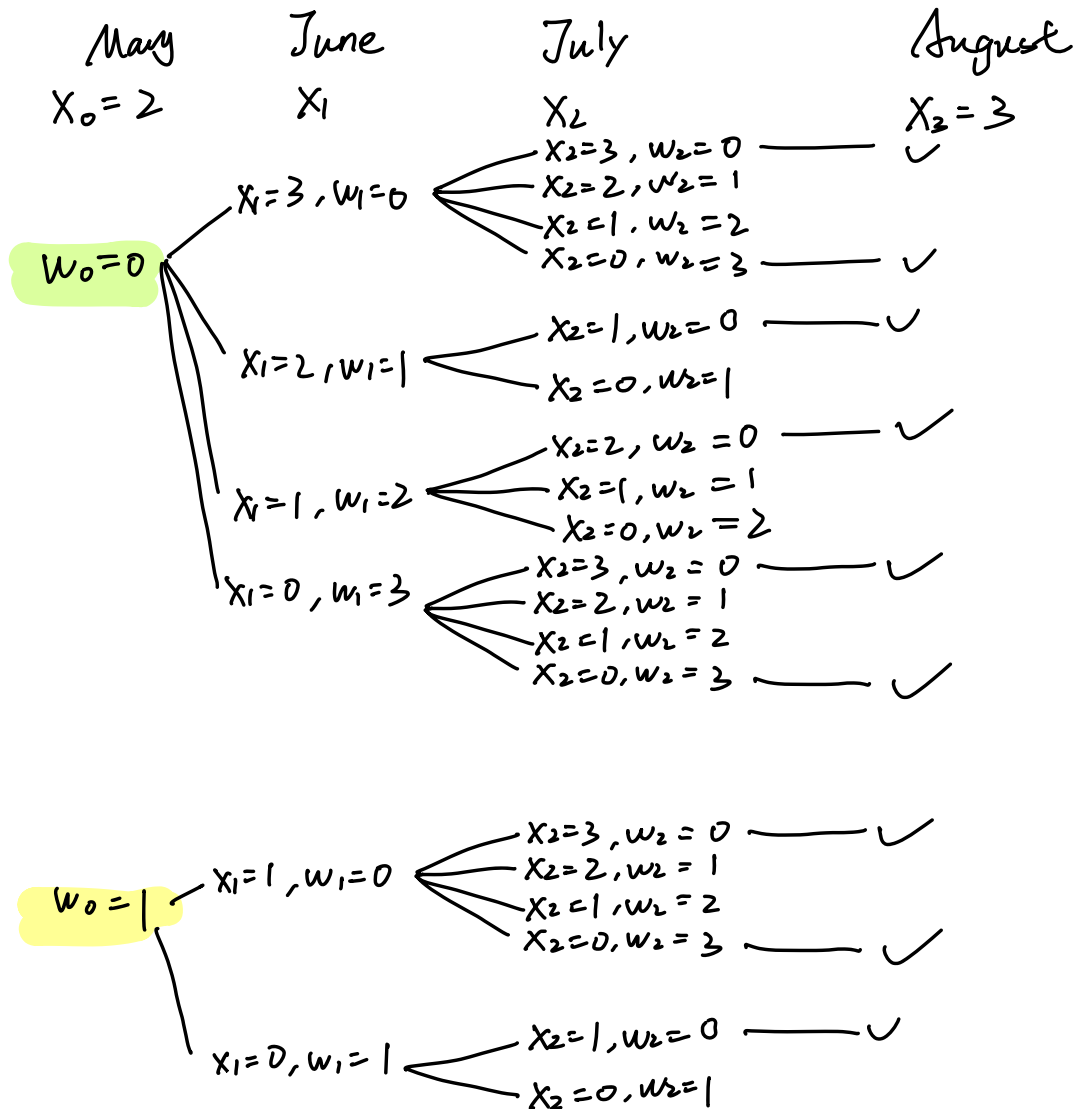 May June July August
X₀=2 X₁ X₂ X₃=3
X₂=3, w₂=0 ✓
X₁=3, w₁=0 X₂=2, w₂=1
X₂=1, w₂=2
w₀=0 X₂=0, w₂=3 ✓
X₂=1, w₂=0 ✓
X₁=2, w₁=1
X₂=0, w₂=1
X₂=2, w₂=0 ✓
X₁=1, w₁=2 X₂=1, w₂=1
X₂=0, w₂=2
X₂=3, w₂=0 ✓
X₁=0, w₁=3 X₂=2, w₂=1
X₂=1, w₂=2
X₂=0, w₂=3 ✓
X₂=3, w₂=0 ✓
X₁=1, w₁=0 X₂=2, w₂=1
w₀=1 X₂=1, w₂=2
X₂=0, w₂=3 ✓
X₂=1, w₂=0 ✓
X₁=0, w₁=1
X₂=0, w₂=1